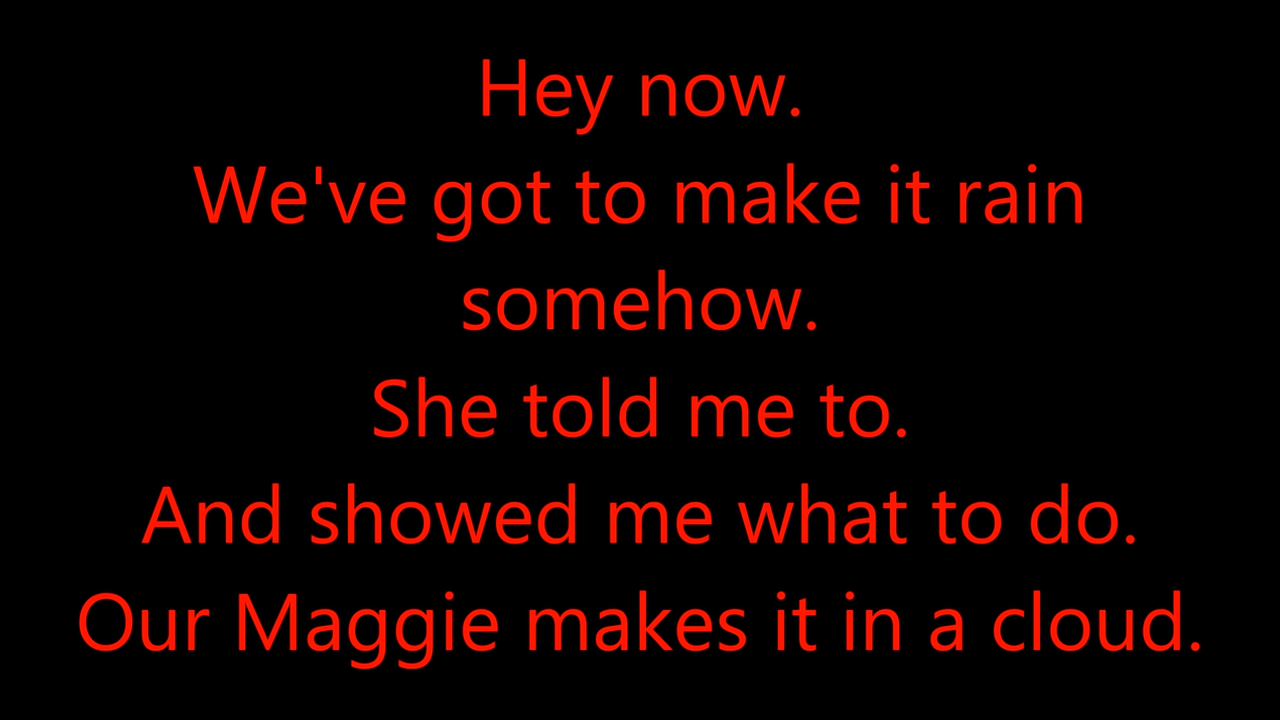 Hey now.
We've got to make it rain
somehow.
She told me to.
And showed me what to do.
Our Maggie makes it in a cloud.